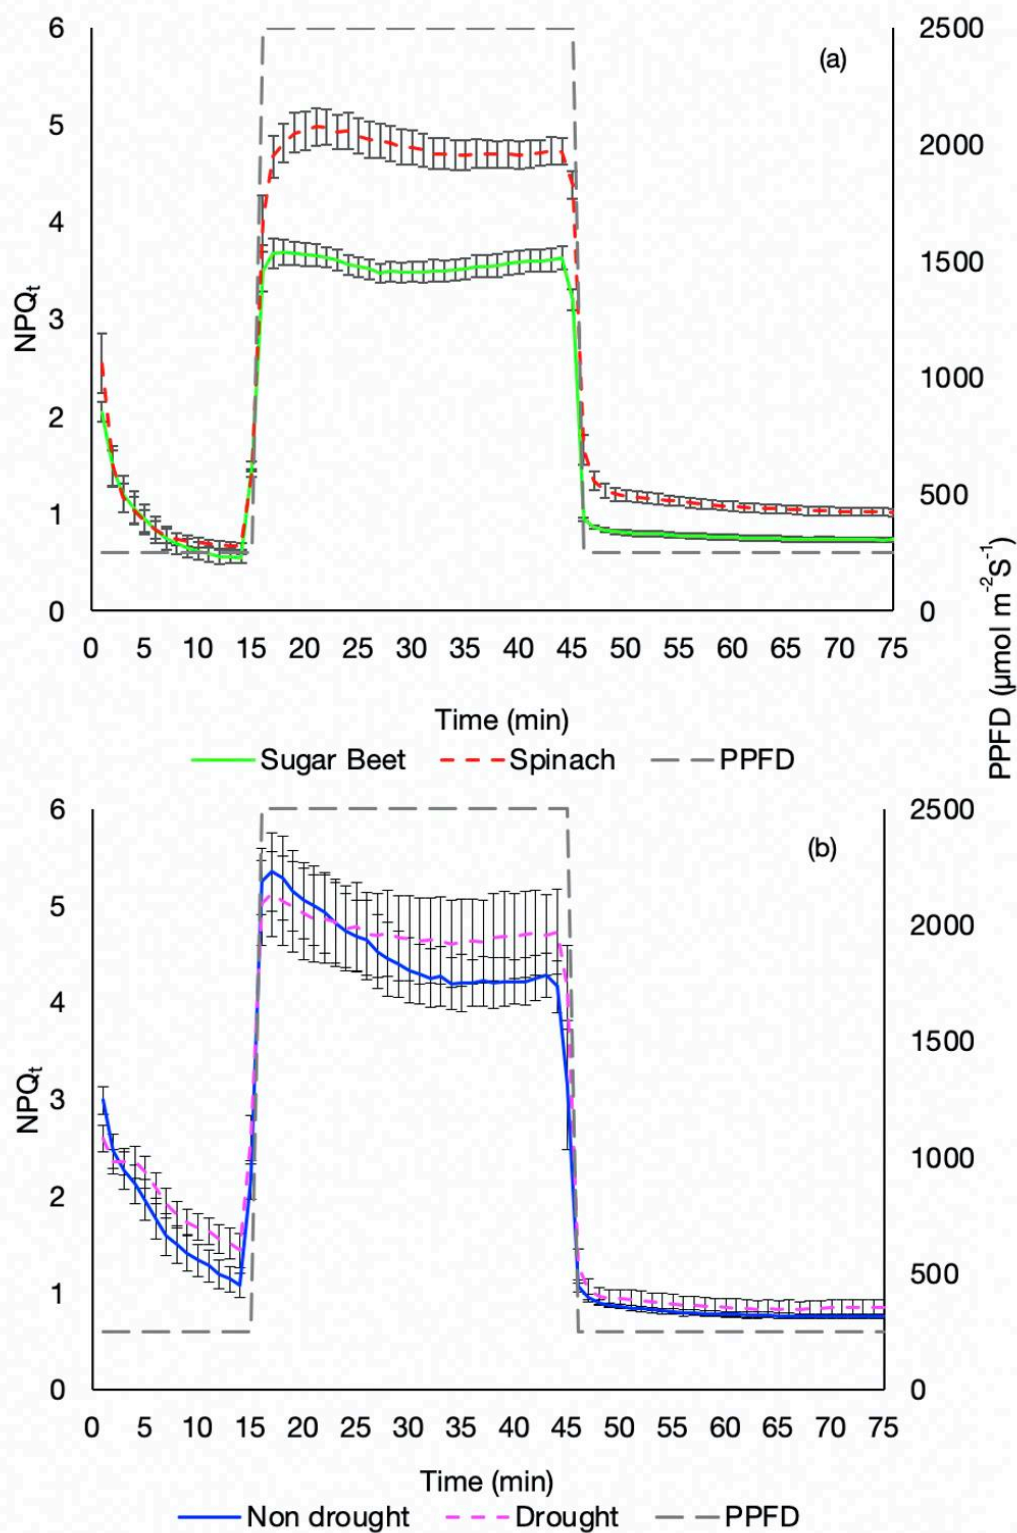 6
5
4
3
2
1
0
NPQt
(a)
2500
2000
1500
1000
500
0
0 5 10 15 20 25 30 35 40 45 50 55 60 65 70 75
Time (min)
PPFD (µmol m⁻²S⁻¹)
Sugar Beet Spinach PPFD
6
5
4
3
2
1
0
NPQt
(b)
2500
2000
1500
1000
500
0
0 5 10 15 20 25 30 35 40 45 50 55 60 65 70 75
Time (min)
Non drought Drought PPFD